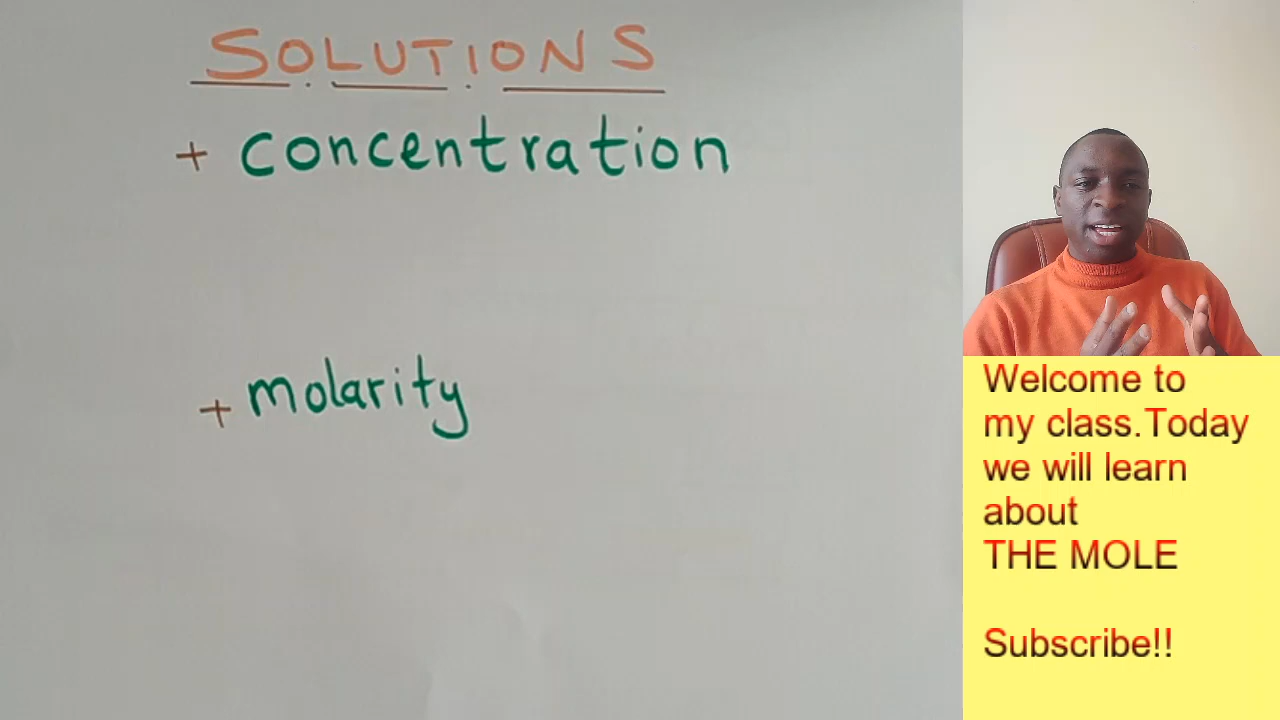 SOLUTIONS
+ concentration
+ molarity
Welcome to
my class.Today
we will learn
about
THE MOLE
Subscribe!!